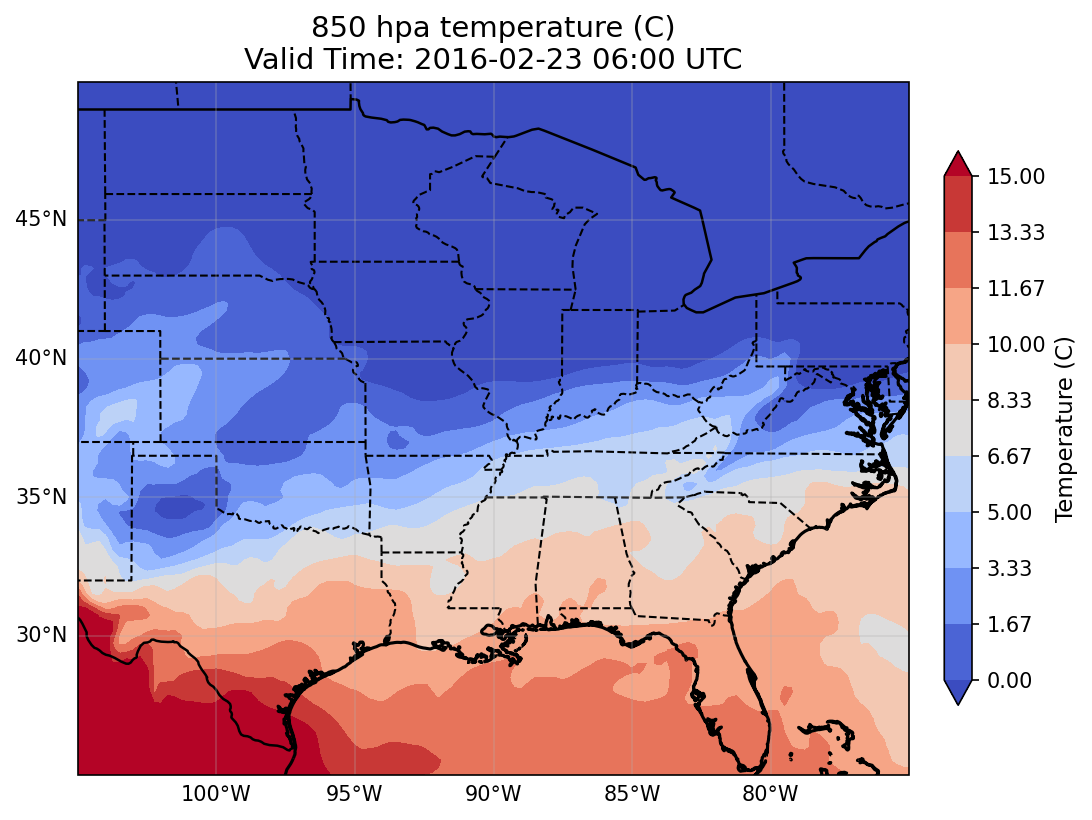 850 hpa temperature (C)
Valid Time: 2016-02-23 06:00 UTC
45°N
40°N
35°N
30°N
100°W
95°W
90°W
85°W
80°W
15.00
13.33
11.67
10.00
8.33
6.67
5.00
3.33
1.67
0.00
Temperature (C)